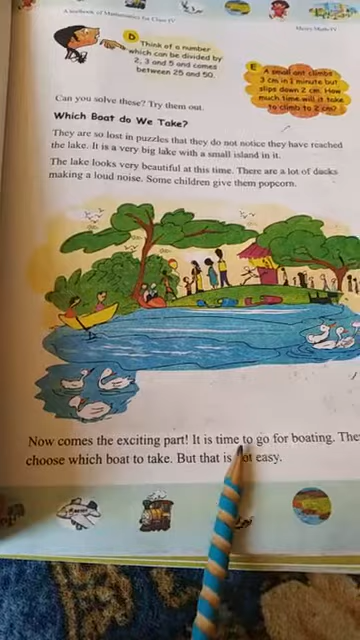 A textbook of Mathematics for Class IV
Merry Maths IV
D Think of a number
which can be divided by
2, 3 and 5 and comes
between 25 and 50.
E A small ant climbs
3 cm in 1 minute but
slips down 2 cm. How
much time will it take
to climb to 2 cm?
Can you solve these? Try them out.
Which Boat do We Take?
They are so lost in puzzles that they do not notice they have reached
the lake. It is a very big lake with a small island in it.
The lake looks very beautiful at this time. There are a lot of ducks
making a loud noise. Some children give them popcorn.
Now comes the exciting part! It is time to go for boating. The
choose which boat to take. But that is not easy.